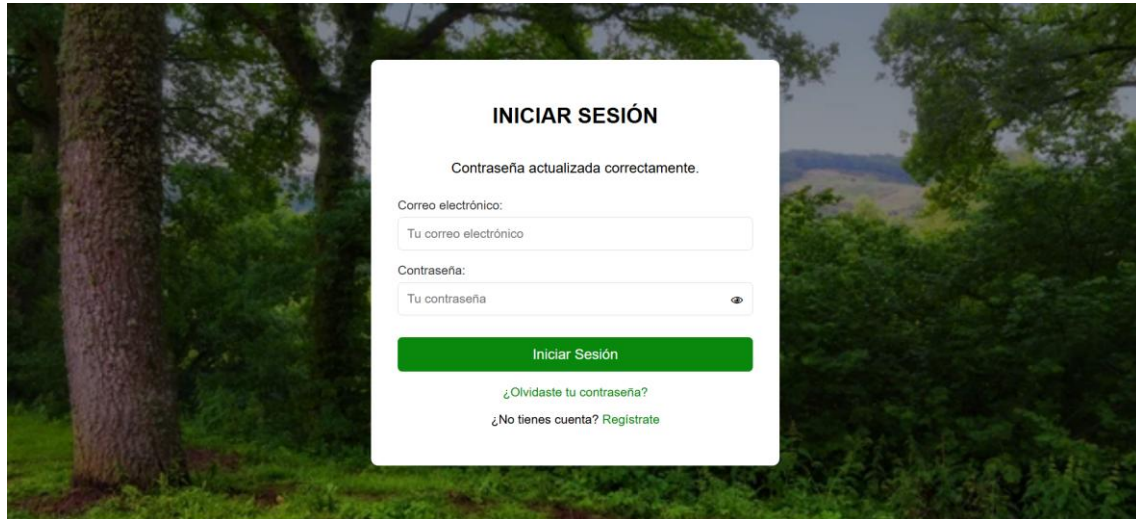 INICIAR SESIÓN
Contraseña actualizada correctamente.
Correo electrónico:
Tu correo electrónico
Contraseña:
Tu contraseña
Iniciar Sesión
¿Olvidaste tu contraseña?
¿No tienes cuenta? Regístrate